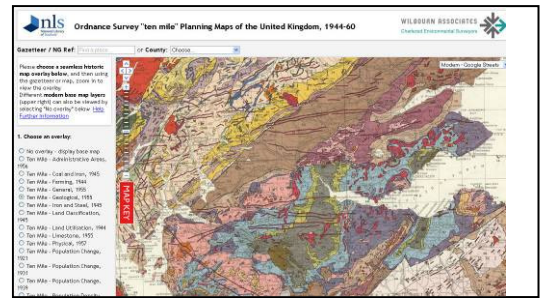 nls
Ordnance Survey "ten mile" Planning Maps of the United Kingdom, 1944-60
WILBOURN ASSOCIATES
Chartered Environmental Surveyors
Gazetteer / NG Ref:
or County: Choose...
Please choose a seamless historic
map overlay below, and then using
the gazetteer or map, zoom in to
view the overlay.
Different modern base map layers
(upper right) can also be viewed by
selecting "No overlay" below Help
Further Information
Modern - Google Streets
1. Choose an overlay:
No overlay - display base map
Ten Mile - Administrative Areas,
1956
Ten Mile - Coal and Iron, 1945
Ten Mile - Farming, 1944
Ten Mile - General, 1955
Ten Mile - Geological, 1955
Ten Mile - Iron and Steel, 1945
Ten Mile - Land Classification,
1945
Ten Mile - Land Utilisation, 1944
Ten Mile - Limestone, 1955
Ten Mile - Physical, 1957
Ten Mile - Population Change,
Ten Mile - Population Change,
Ten Mile - Population Change,
MAP KEY